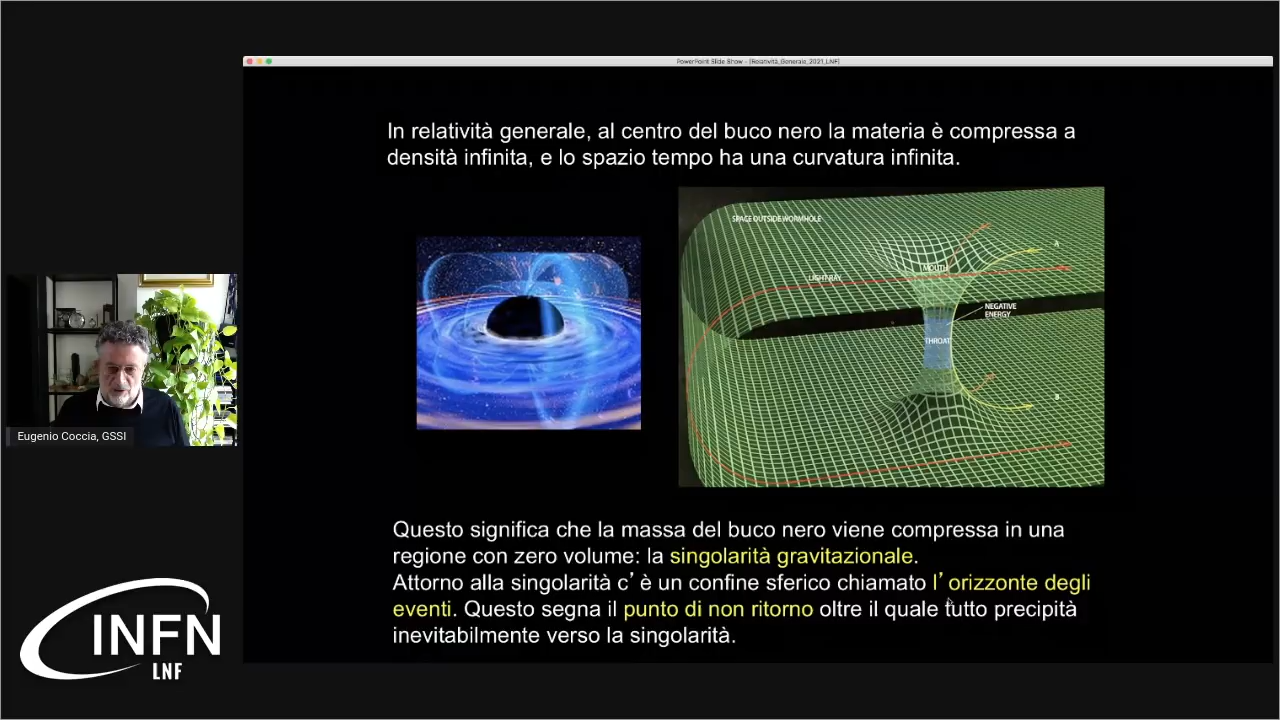 PowerPoint Slide Show - [Relatività_Generale_2021_LNF]
In relatività generale, al centro del buco nero la materia è compressa a
densità infinita, e lo spazio tempo ha una curvatura infinita.
SPACE OUTSIDE WORMHOLE
A
MOUTH
LIGHT RAY
NEGATIVE
ENERGY
THROAT
B
Eugenio Coccia, GSSI
Questo significa che la massa del buco nero viene compressa in una
regione con zero volume: la singolarità gravitazionale.
Attorno alla singolarità c’ è un confine sferico chiamato l’ orizzonte degli
eventi. Questo segna il punto di non ritorno oltre il quale tutto precipità
inevitabilmente verso la singolarità.
INFN
LNF